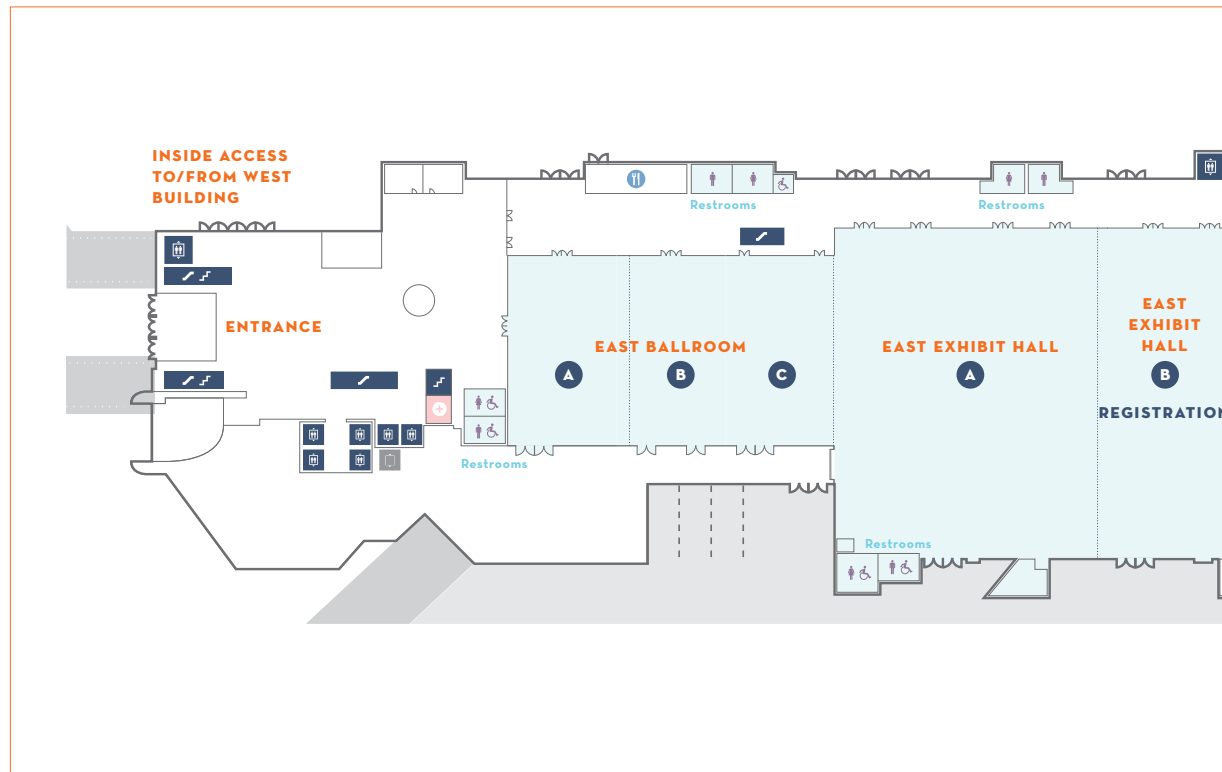 INSIDE ACCESS
TO/FROM WEST
BUILDING
Restrooms
Restrooms
ENTRANCE
EAST BALLROOM
A
B
C
EAST EXHIBIT HALL
A
EAST
EXHIBIT
HALL
B
REGISTRATION
Restrooms
Restrooms